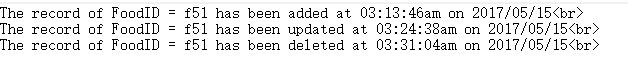 The record of FoodID = f51 has been added at 03:13:46am on 2017/05/15<br>
The record of FoodID = f51 has been updated at 03:24:38am on 2017/05/15<br>
The record of FoodID = f51 has been deleted at 03:31:04am on 2017/05/15<br>